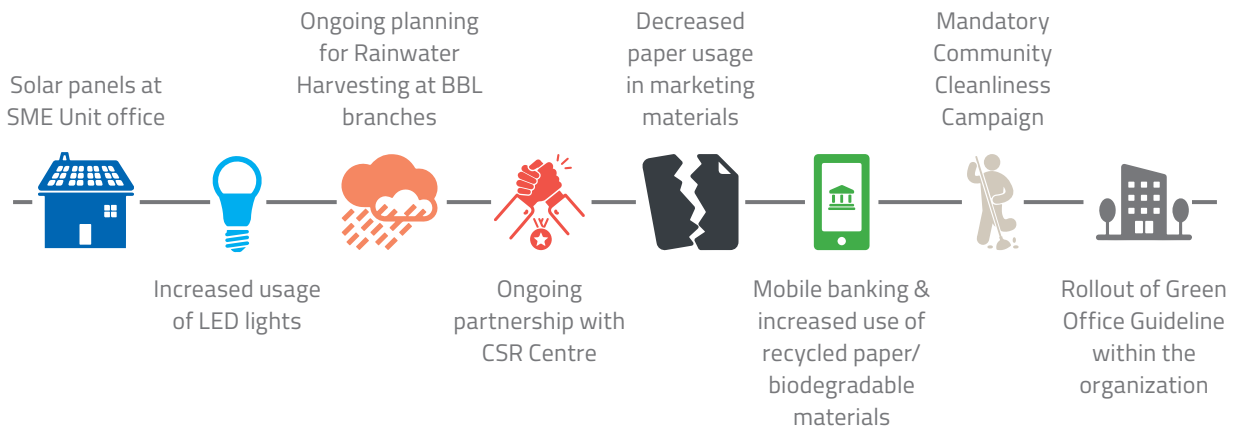 Solar panels at
SME Unit office
Increased usage
of LED lights
Ongoing planning
for Rainwater
Harvesting at BBL
branches
Ongoing
partnership with
CSR Centre
Decreased
paper usage
in marketing
materials
Mobile banking &
increased use of
recycled paper/
biodegradable
materials
Mandatory
Community
Cleanliness
Campaign
Rollout of Green
Office Guideline
within the
organization